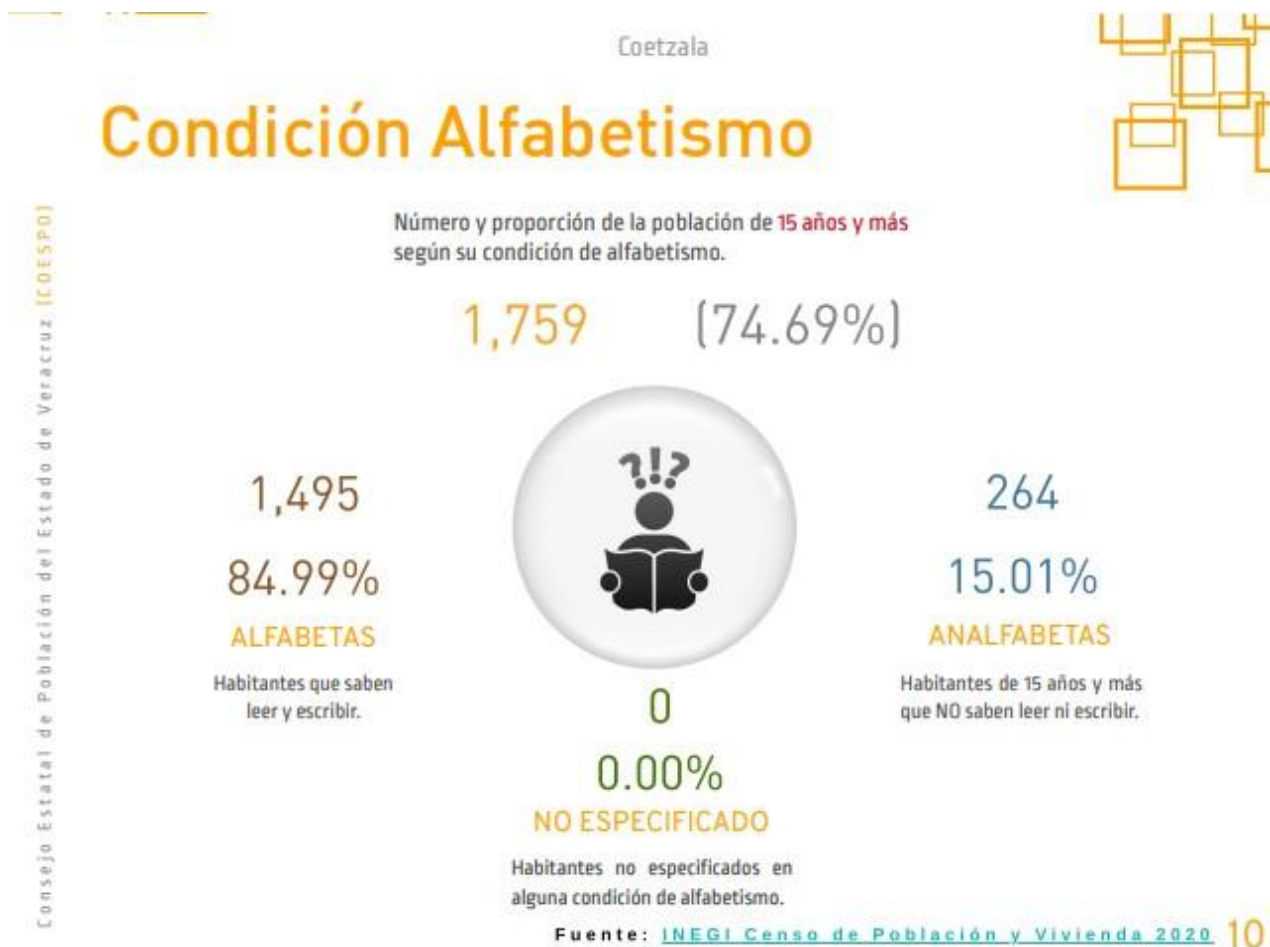 Coetzala
Condición Alfabetismo
Consejo Estatal de Población del Estado de Veracruz (COESPO)
Número y proporción de la población de 15 años y más
según su condición de alfabetismo.
1,759 (74.69%)
?!?
1,495
84.99%
ALFABETAS
Habitantes que saben
leer y escribir.
264
15.01%
ANALFABETAS
Habitantes de 15 años y más
que NO saben leer ni escribir.
0
0.00%
NO ESPECIFICADO
Habitantes no especificados en
alguna condición de alfabetismo.
Fuente: INEGI Censo de Población y Vivienda 2020 10